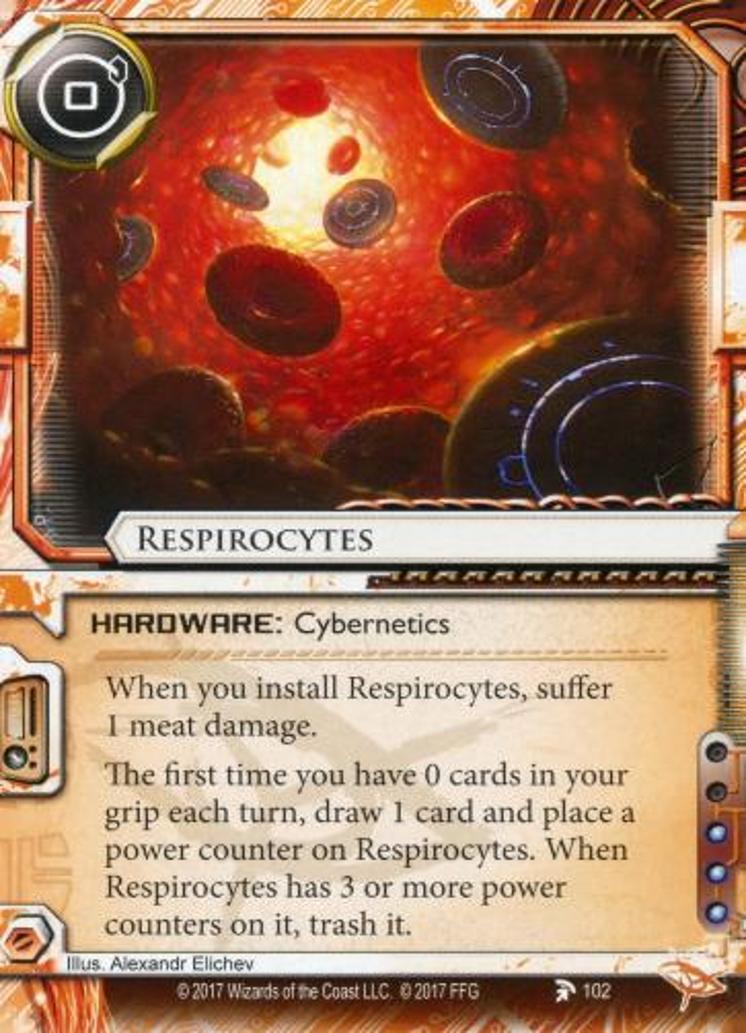 RESPIROCYTES
HARDWARE: Cybernetics
When you install Respirocytes, suffer
1 meat damage.
The first time you have 0 cards in your
grip each turn, draw 1 card and place a
power counter on Respirocytes. When
Respirocytes has 3 or more power
counters on it, trash it.
Illus. Alexandr Elichev
© 2017 Wizards of the Coast LLC. © 2017 FFG 102